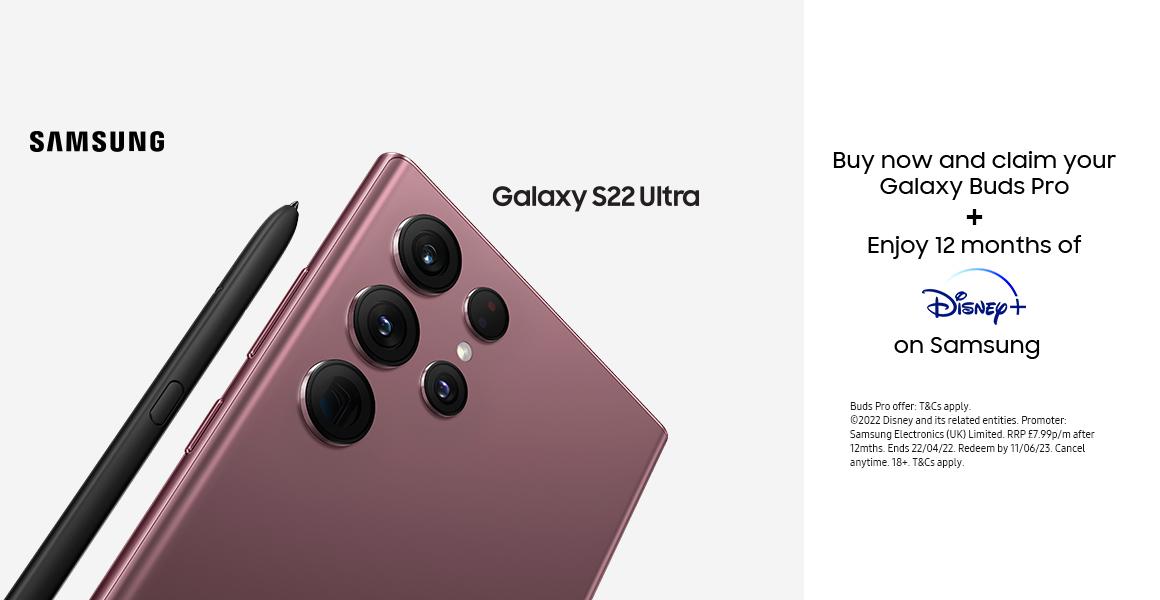 SAMSUNG
Galaxy S22 Ultra
Buy now and claim your
Galaxy Buds Pro
+
Enjoy 12 months of
Disney+
on Samsung
Buds Pro offer: T&Cs apply.
©2022 Disney and its related entities. Promoter:
Samsung Electronics (UK) Limited. RRP £7.99p/m after
12mths. Ends 22/04/22. Redeem by 11/06/23. Cancel
anytime. 18+. T&Cs apply.